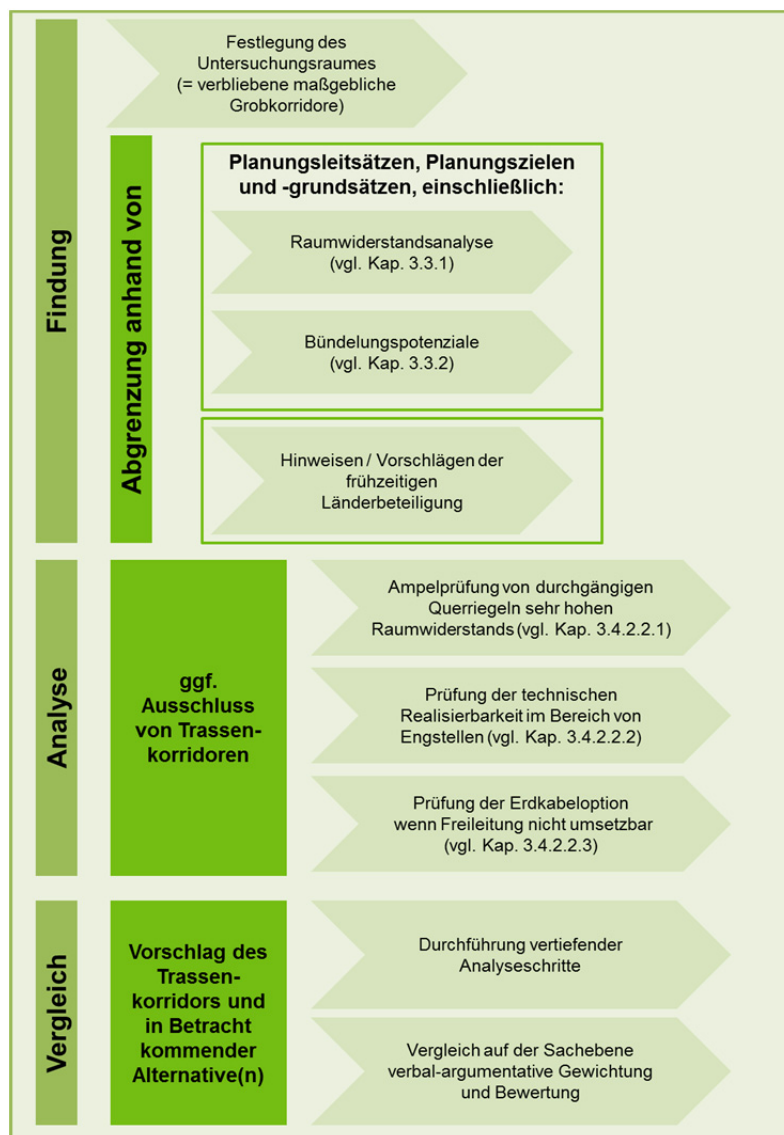 Findung
Festlegung des
Untersuchungsraumes
(= verbliebene maßgebliche
Grobkorridore)
Abgrenzung anhand von
Planungsleitsätzen, Planungszielen
und -grundsätzen, einschließlich:
Raumwiderstandsanalyse
(vgl. Kap. 3.3.1)
Bündelungspotenziale
(vgl. Kap. 3.3.2)
Hinweisen / Vorschlägen der
frühzeitigen
Länderbeteiligung
Analyse
ggf.
Ausschluss
von Trassen-
korridoren
Ampelprüfung von durchgängigen
Querriegeln sehr hohen
Raumwiderstands (vgl. Kap. 3.4.2.2.1)
Prüfung der technischen
Realisierbarkeit im Bereich von
Engstellen (vgl. Kap. 3.4.2.2.2)
Prüfung der Erdkabeloption
wenn Freileitung nicht umsetzbar
(vgl. Kap. 3.4.2.2.3)
Vergleich
Vorschlag des
Trassen-
korridors und
in Betracht
kommender
Alternative(n)
Durchführung vertiefender
Analyseschritte
Vergleich auf der Sachebene
verbal-argumentative Gewichtung
und Bewertung